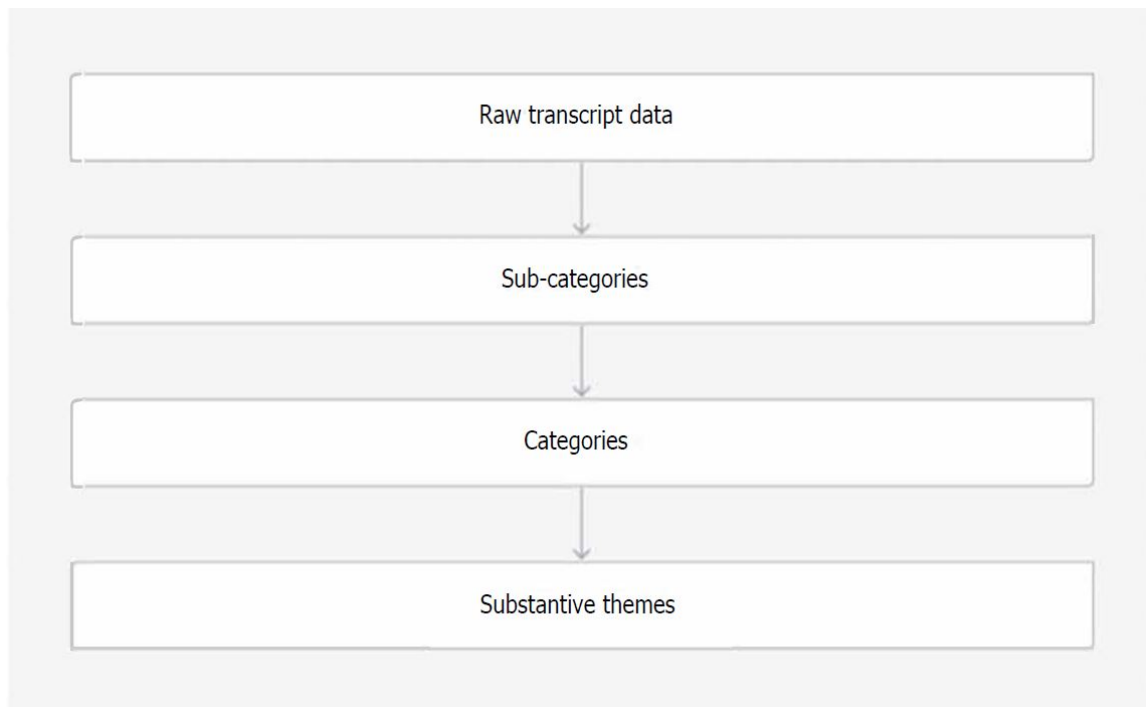 Raw transcript data
Sub-categories
Categories
Substantive themes